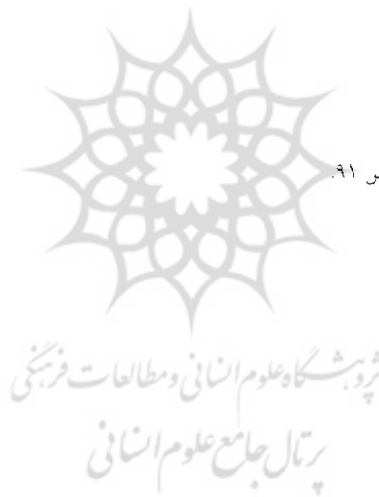 ر ۹۱.
پژوهشگاه علوم انسانی و مطالعات فرهنگی
پرتال جامع علوم انسانی